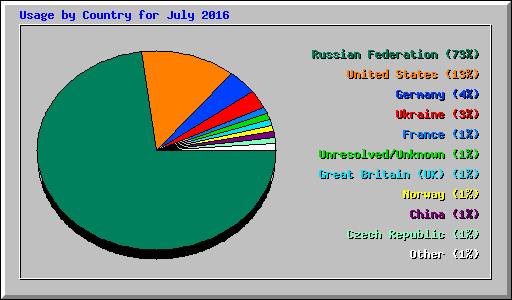 Usage by Country for July 2016
Russian Federation (73%)
United States (13%)
Germany (4%)
Ukraine (3%)
France (1%)
Unresolved/Unknown (1%)
Great Britain (UK) (1%)
Norway (1%)
China (1%)
Czech Republic (1%)
Other (1%)